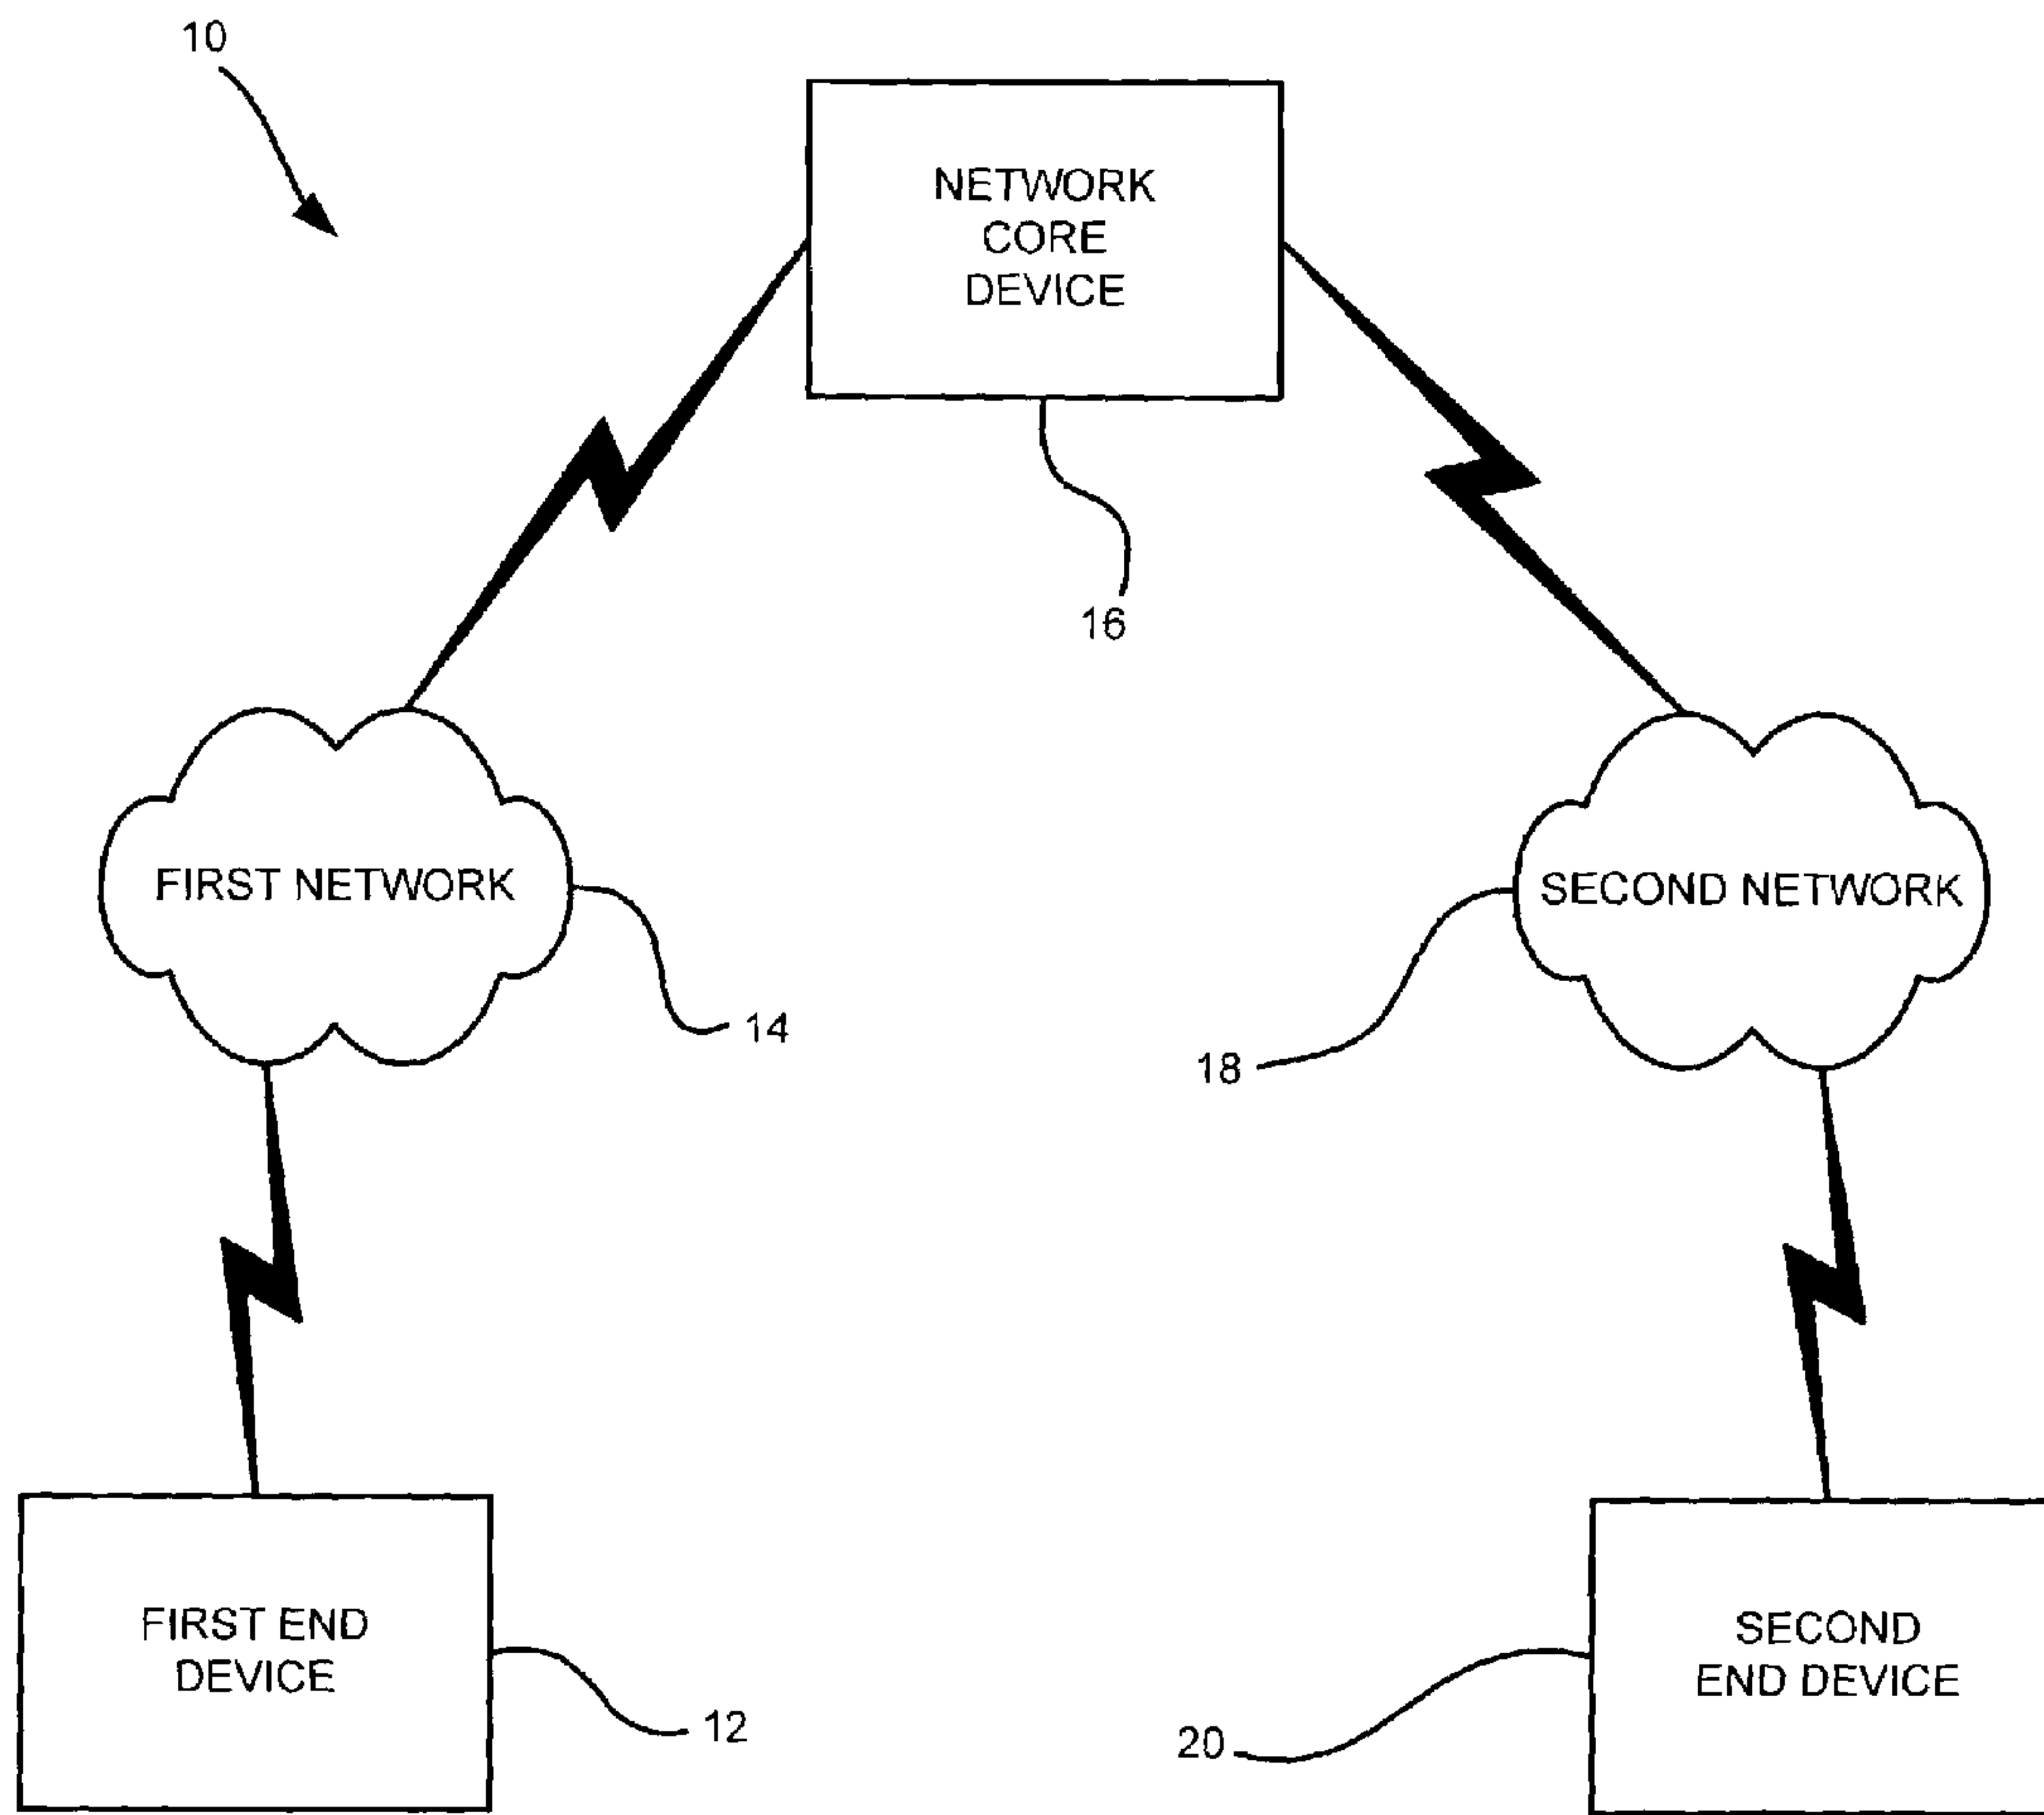 10
NETWORK
CORE
DEVICE
16
FIRST NETWORK
SECOND NETWORK
14
18
FIRST END
DEVICE
12
SECOND
END DEVICE
20